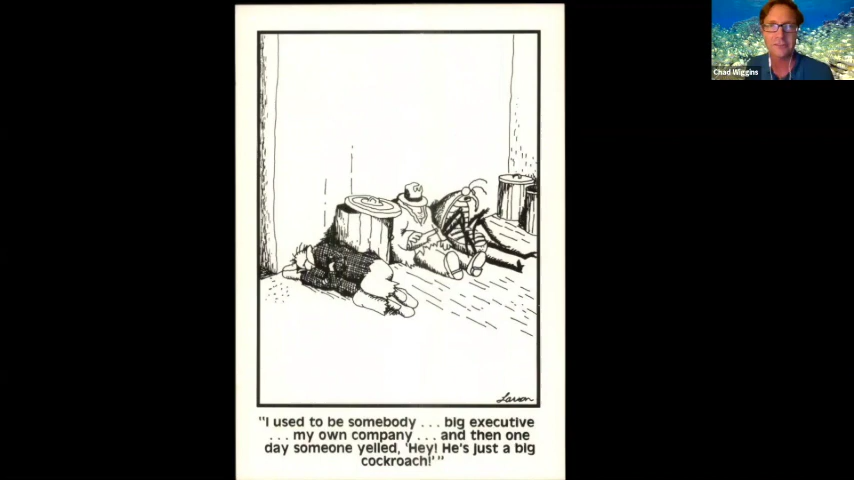 Chad Wiggins
Larson
"I used to be somebody . . . big executive
. . . my own company . . . and then one
day someone yelled, 'Hey! He's just a big
cockroach!'"